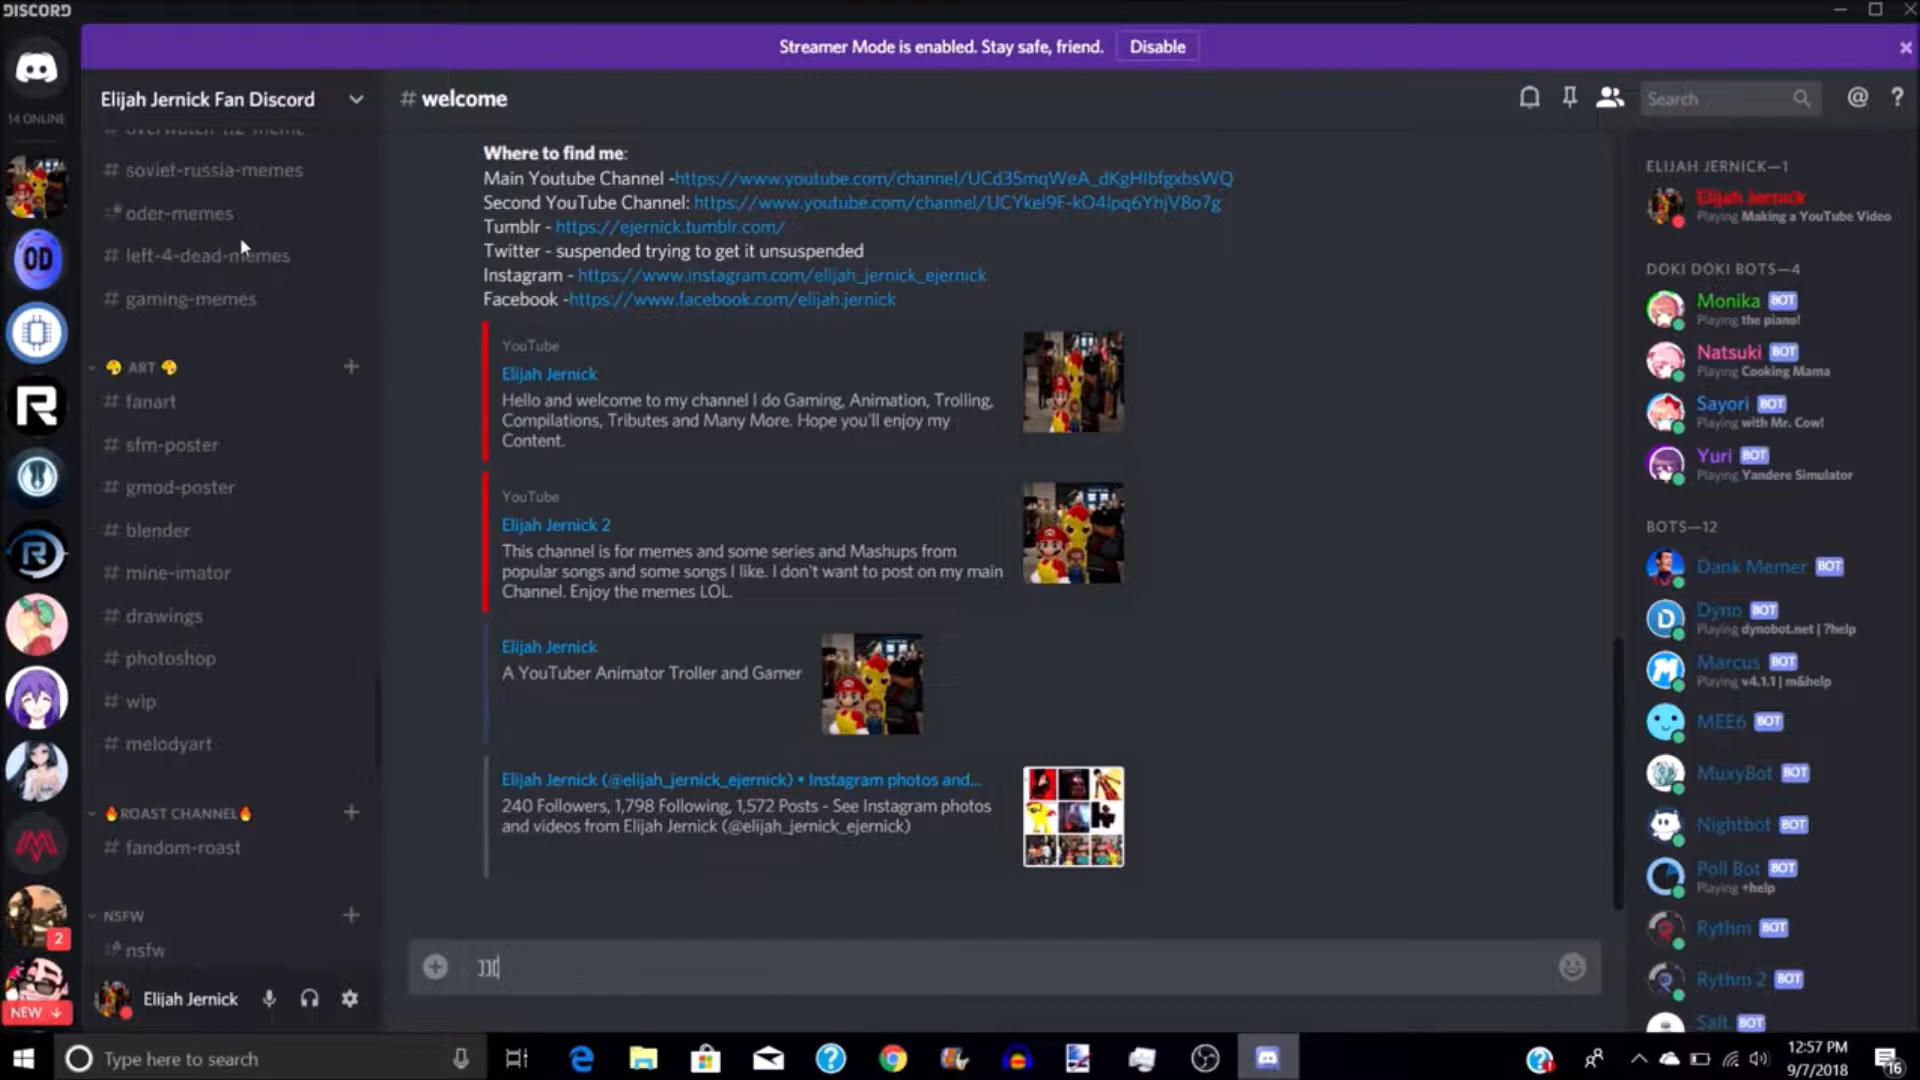 DISCORD
Streamer Mode is enabled. Stay safe, friend.
Disable
Elijah Jernick Fan Discord
# welcome
Search
14 ONLINE
# soviet-russia-memes
oder-memes
# left-4-dead-memes
# gaming-memes
ART
# fanart
# sfm-poster
# gmod-poster
# blender
# mine-imator
# drawings
# photoshop
# wip
# melodyart
ROAST CHANNEL
# fandom-roast
NSFW
nsfw
2
NEW
Elijah Jernick
Where to find me:
Main Youtube Channel -https://www.youtube.com/channel/UCd35mqWeA_dKgHIbfgxbsWQ
Second YouTube Channel: https://www.youtube.com/channel/UCYkel9F-kO4lpq6YhjV8o7g
Tumblr - https://ejernick.tumblr.com/
Twitter - suspended trying to get it unsuspended
Instagram - https://www.instagram.com/elijah_jernick_ejernick
Facebook -https://www.facebook.com/elijah.jernick
YouTube
Elijah Jernick
Hello and welcome to my channel I do Gaming, Animation, Trolling,
Compilations, Tributes and Many More. Hope you'll enjoy my
Content.
YouTube
Elijah Jernick 2
This channel is for memes and some series and Mashups from
popular songs and some songs I like. I don't want to post on my main
Channel. Enjoy the memes LOL.
Elijah Jernick
A YouTuber Animator Troller and Gamer
Elijah Jernick (@elijah_jernick_ejernick) • Instagram photos and...
240 Followers, 1,798 Following, 1,572 Posts - See Instagram photos
and videos from Elijah Jernick (@elijah_jernick_ejernick)
ELIJAH JERNICK—1
Elijah Jernick
Playing Making a YouTube Video
DOKI DOKI BOTS—4
Monika BOT
Playing the piano!
Natsuki BOT
Playing Cooking Mama
Sayori BOT
Playing with Mr. Cow!
Yuri BOT
Playing Yandere Simulator
BOTS—12
Dank Memer BOT
Dyno BOT
Playing dynobot.net | ?help
Marcus BOT
Playing v4.1.1 | m&help
MEE6 BOT
MuxyBot BOT
Nightbot BOT
Poll Bot BOT
Playing +help
Rythm BOT
Rythm 2 BOT
Salt BOT
Type here to search
12:57 PM
9/7/2018
16